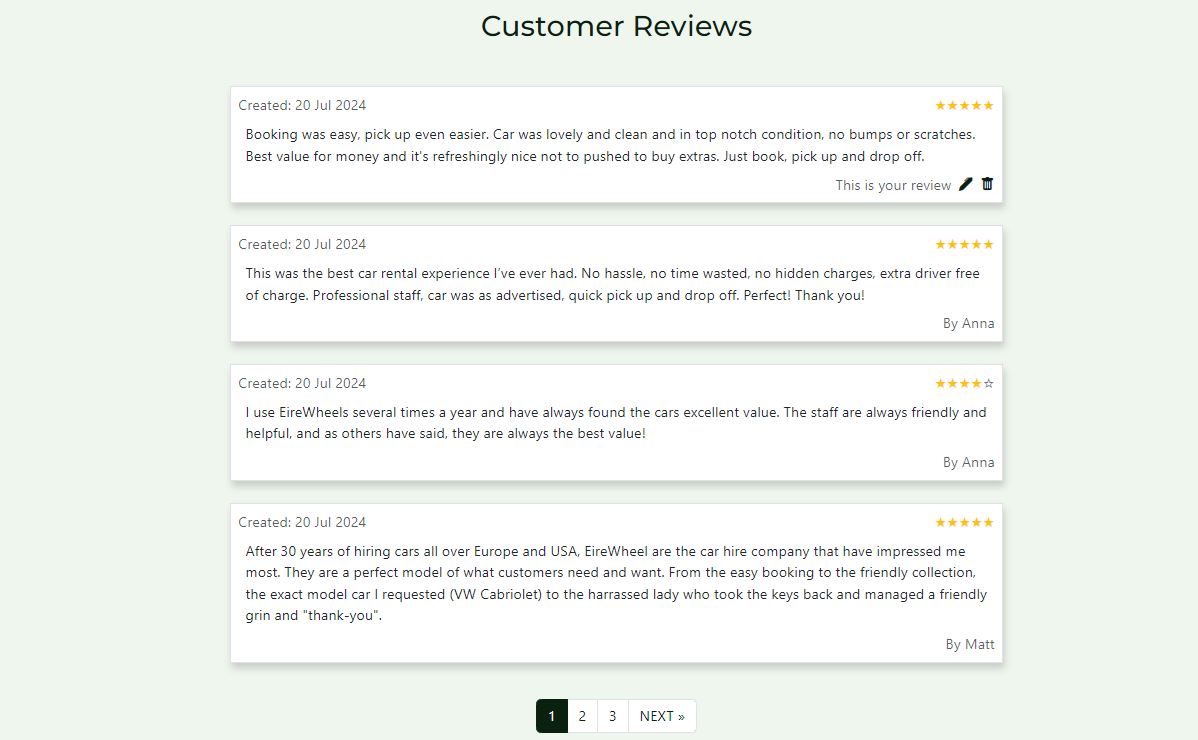 Customer Reviews
Created: 20 Jul 2024 ★★★★★
Booking was easy, pick up even easier. Car was lovely and clean and in top notch condition, no bumps or scratches.
Best value for money and it's refreshingly nice not to pushed to buy extras. Just book, pick up and drop off.
This is your review
Created: 20 Jul 2024 ★★★★★
This was the best car rental experience I’ve ever had. No hassle, no time wasted, no hidden charges, extra driver free
of charge. Professional staff, car was as advertised, quick pick up and drop off. Perfect! Thank you!
By Anna
Created: 20 Jul 2024 ★★★★☆
I use EireWheels several times a year and have always found the cars excellent value. The staff are always friendly and
helpful, and as others have said, they are always the best value!
By Anna
Created: 20 Jul 2024 ★★★★★
After 30 years of hiring cars all over Europe and USA, EireWheel are the car hire company that have impressed me
most. They are a perfect model of what customers need and want. From the easy booking to the friendly collection,
the exact model car I requested (VW Cabriolet) to the harrassed lady who took the keys back and managed a friendly
grin and "thank-you".
By Matt
1 2 3 NEXT »